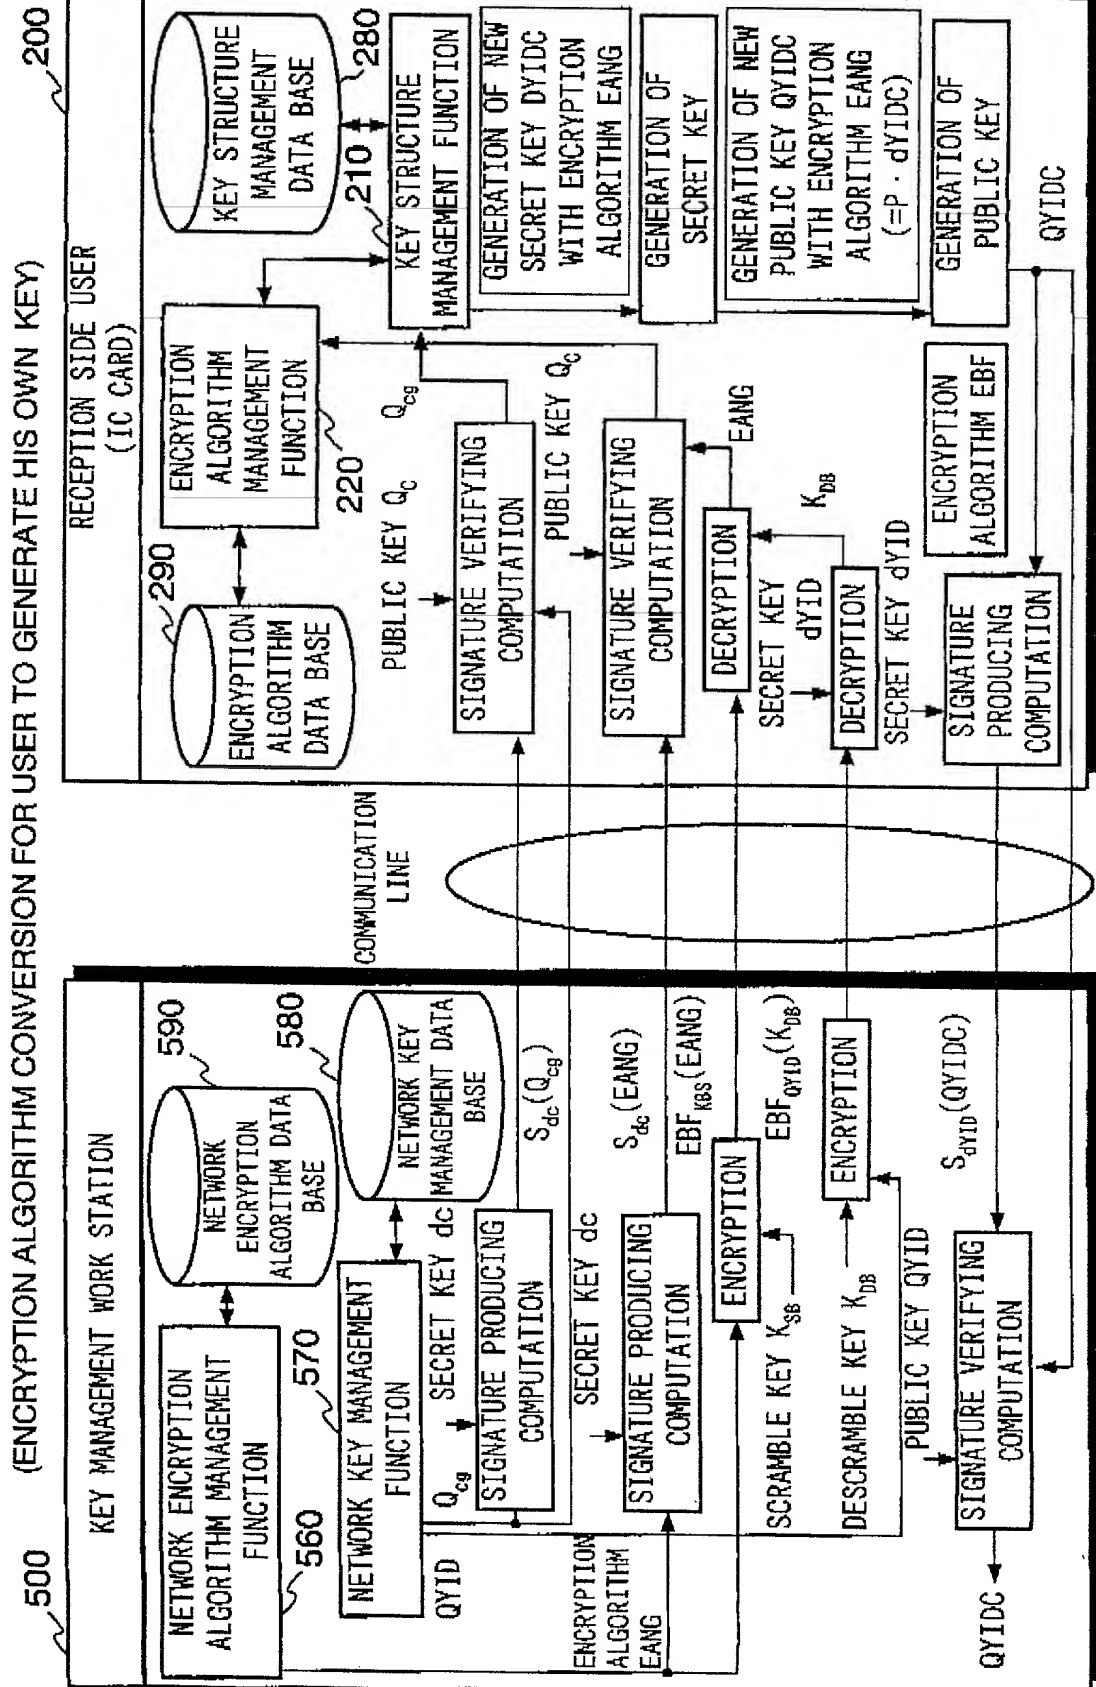 (ENCRYPTION ALGORITHM CONVERSION FOR USER TO GENERATE HIS OWN KEY)
500
KEY MANAGEMENT WORK STATION
NETWORK ENCRYPTION
ALGORITHM MANAGEMENT
FUNCTION
560
590
NETWORK
ENCRYPTION
ALGORITHM DATA
BASE
570
NETWORK KEY MANAGEMENT
FUNCTION
580
NETWORK KEY
MANAGEMENT DATA
BASE
QYID
Qcg
SECRET KEY dc
SIGNATURE PRODUCING
COMPUTATION
Sdc(Qcg)
ENCRYPTION
ALGORITHM
EANG
SECRET KEY dc
SIGNATURE PRODUCING
COMPUTATION
Sdc(EANG)
EBFKBS(EANG)
ENCRYPTION
SCRAMBLE KEY KSB
EBFQYID(KDB)
DESCRAMBLE KEY KDB
ENCRYPTION
PUBLIC KEY QYID
SdYID(QYIDC)
SIGNATURE VERIFYING
COMPUTATION
QYIDC
COMMUNICATION
LINE
200
RECEPTION SIDE USER
(IC CARD)
290
ENCRYPTION
ALGORITHM
DATA BASE
ENCRYPTION
ALGORITHM
MANAGEMENT
FUNCTION
220
KEY STRUCTURE
MANAGEMENT
DATA BASE
280
210
KEY STRUCTURE
MANAGEMENT FUNCTION
PUBLIC KEY QC
Qcg
SIGNATURE VERIFYING
COMPUTATION
GENERATION OF NEW
SECRET KEY DYIDC
WITH ENCRYPTION
ALGORITHM EANG
PUBLIC KEY QC
SIGNATURE VERIFYING
COMPUTATION
GENERATION OF
SECRET KEY
EANG
DECRYPTION
GENERATION OF NEW
PUBLIC KEY QYIDC
WITH ENCRYPTION
ALGORITHM EANG
(=P · dYIDC)
SECRET KEY
dYID
KDB
DECRYPTION
SECRET KEY dYID
ENCRYPTION
ALGORITHM EBF
GENERATION OF
PUBLIC KEY
SIGNATURE
PRODUCING
COMPUTATION
QYIDC